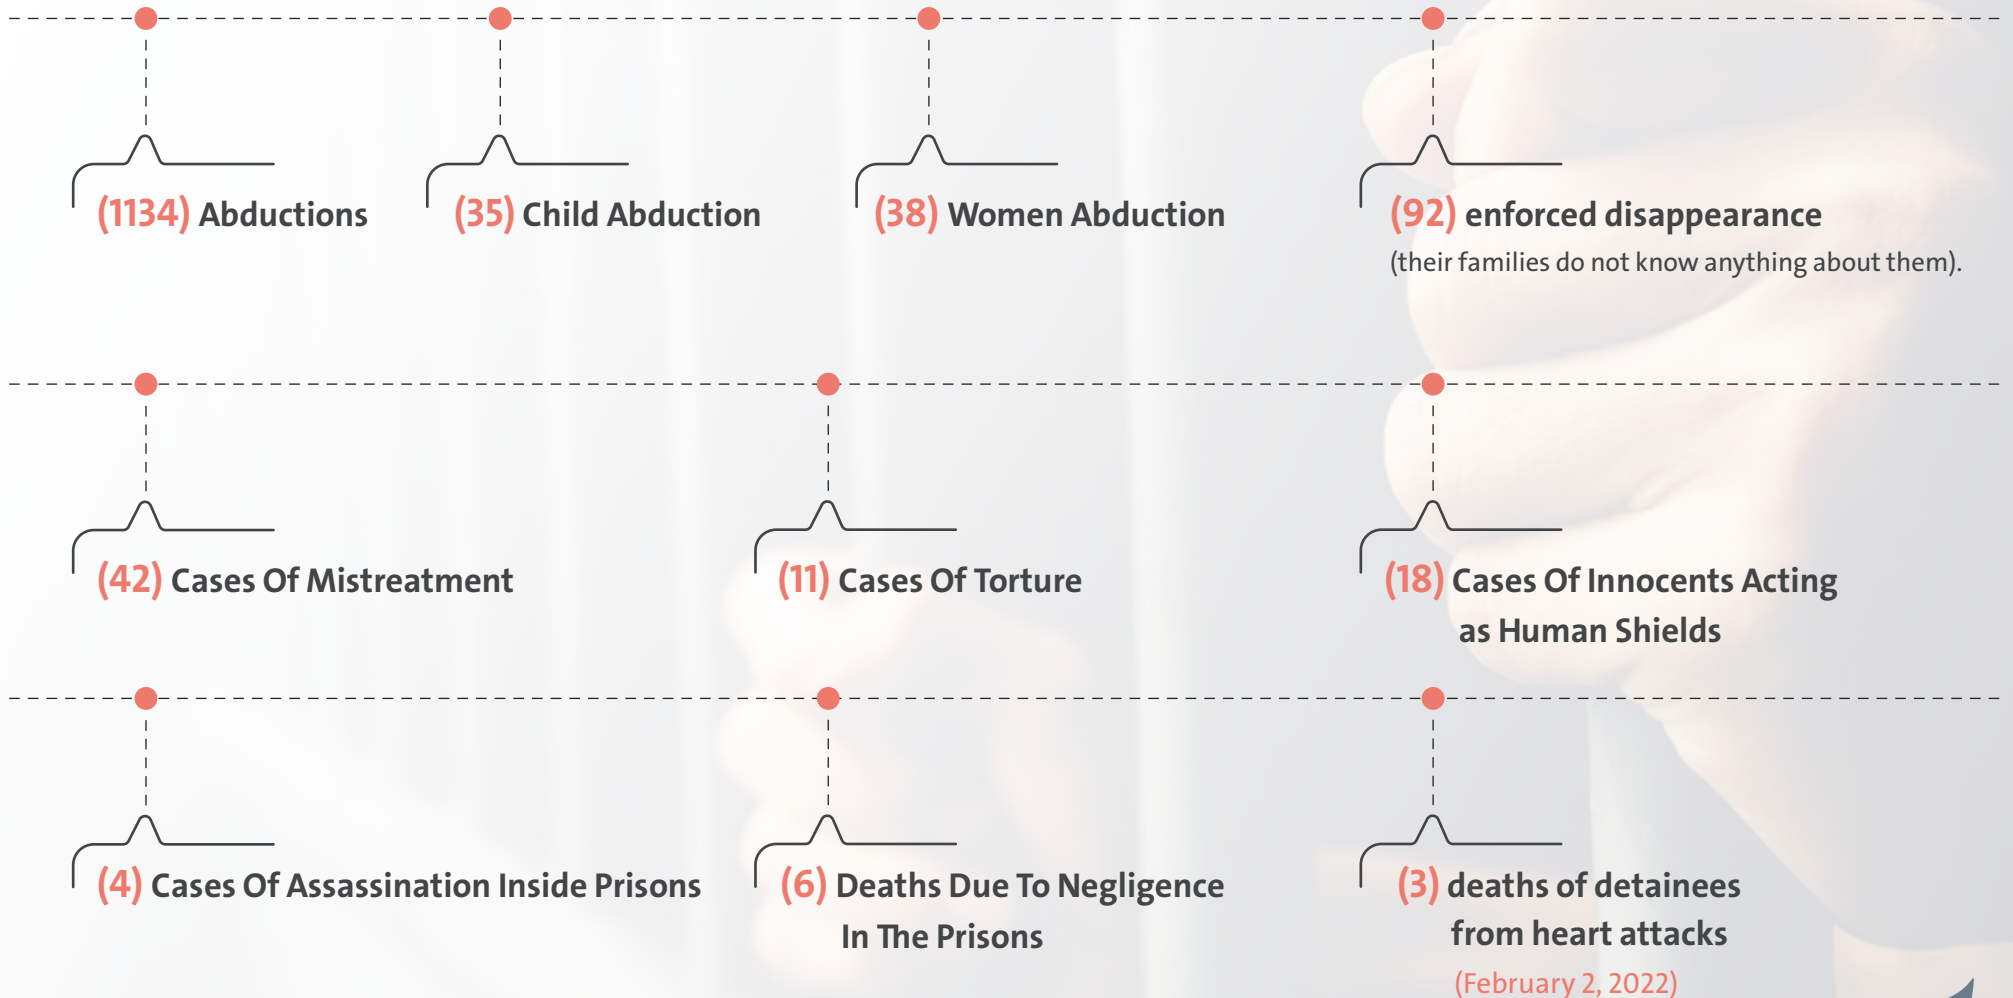 (1134) Abductions
(35) Child Abduction
(38) Women Abduction
(92) enforced disappearance
(their families do not know anything about them).
(42) Cases Of Mistreatment
(11) Cases Of Torture
(18) Cases Of Innocents Acting
as Human Shields
(4) Cases Of Assassination Inside Prisons
(6) Deaths Due To Negligence
In The Prisons
(3) deaths of detainees
from heart attacks
(February 2, 2022)